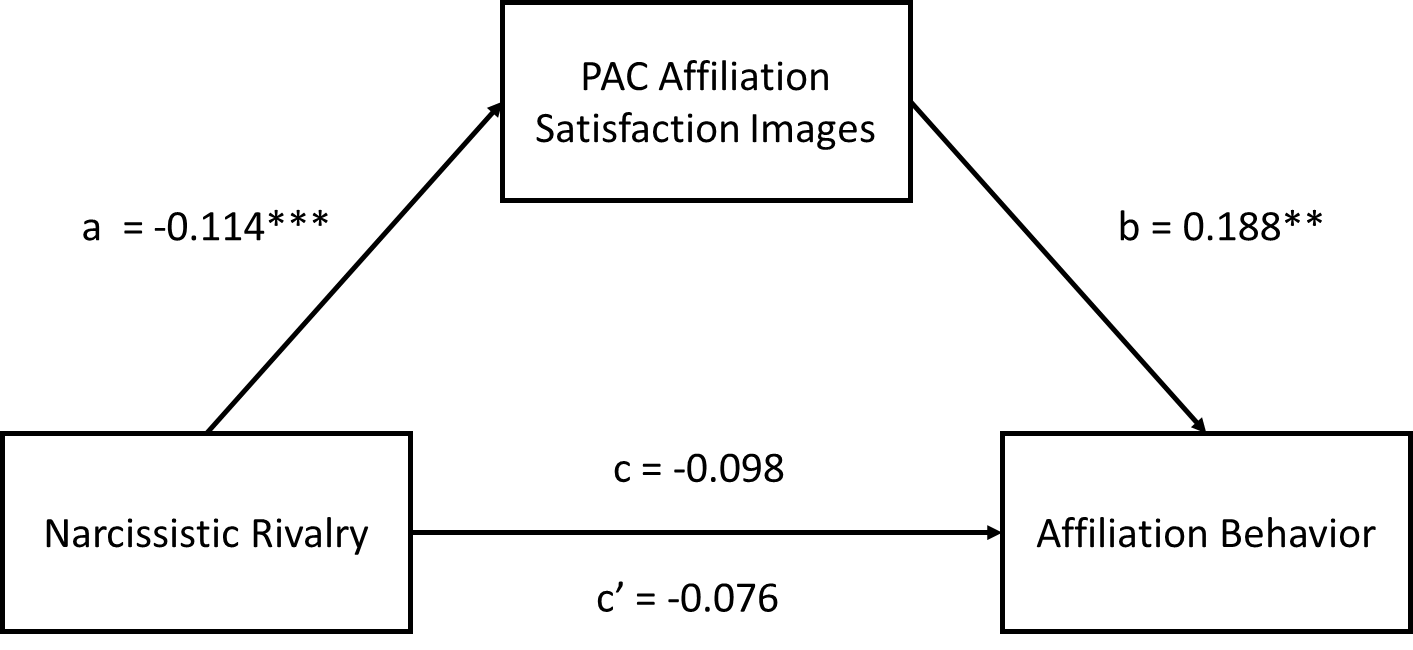 PAC Affiliation
Satisfaction Images
a  = -0.114***
b = 0.188**
c = -0.098
Narcissistic Rivalry
Affiliation Behavior
c’ = -0.076